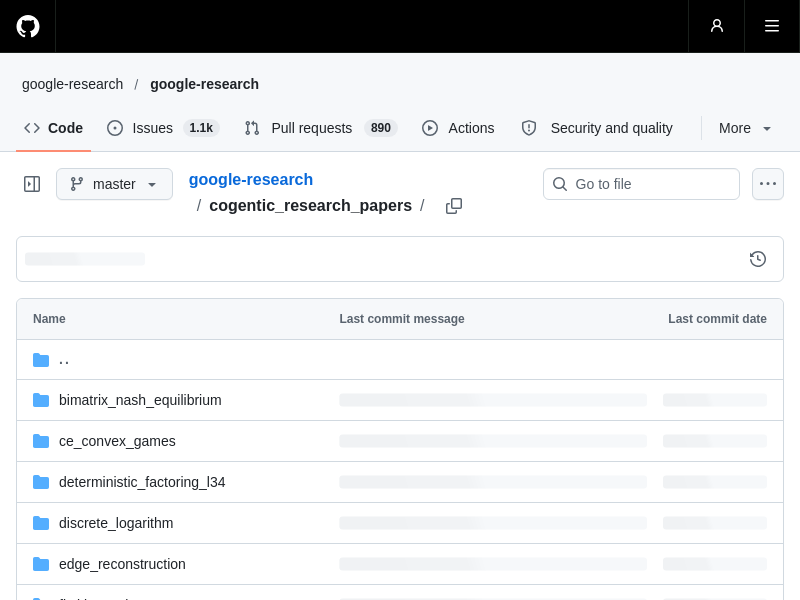 google-research / google-research
Code Issues 1.1k Pull requests 890 Actions Security and quality More
master google-research Go to file
/ cogentic_research_papers /
Name Last commit message Last commit date
..
bimatrix_nash_equilibrium
ce_convex_games
deterministic_factoring_l34
discrete_logarithm
edge_reconstruction